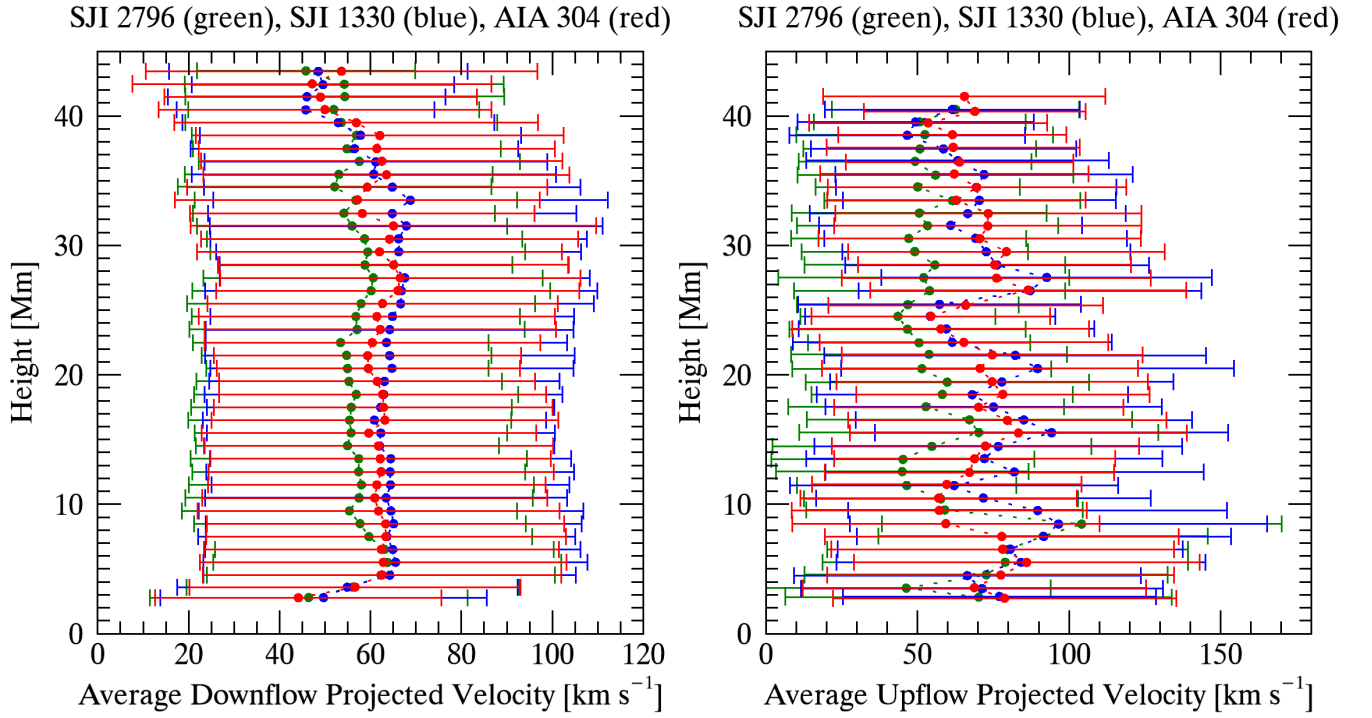 SJI 2796 (green), SJI 1330 (blue), AIA 304 (red)
SJI 2796 (green), SJI 1330 (blue), AIA 304 (red)
Height [Mm]
40
30
20
10
0
0 20 40 60 80 100 120
Average Downflow Projected Velocity [km s⁻¹]
Height [Mm]
40
30
20
10
0
0 50 100 150
Average Upflow Projected Velocity [km s⁻¹]